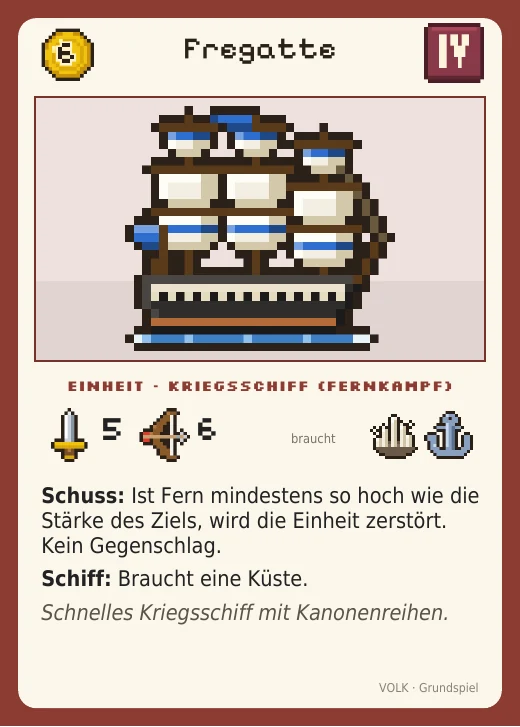 6 Fregatte IV
EINHEIT - KRIEGSSCHIFF (FERNKAMPF)
5 6 braucht
Schuss: Ist Fern mindestens so hoch wie die
Stärke des Ziels, wird die Einheit zerstört.
Kein Gegenschlag.
Schiff: Braucht eine Küste.
Schnelles Kriegsschiff mit Kanonenreihen.
VOLK · Grundspiel